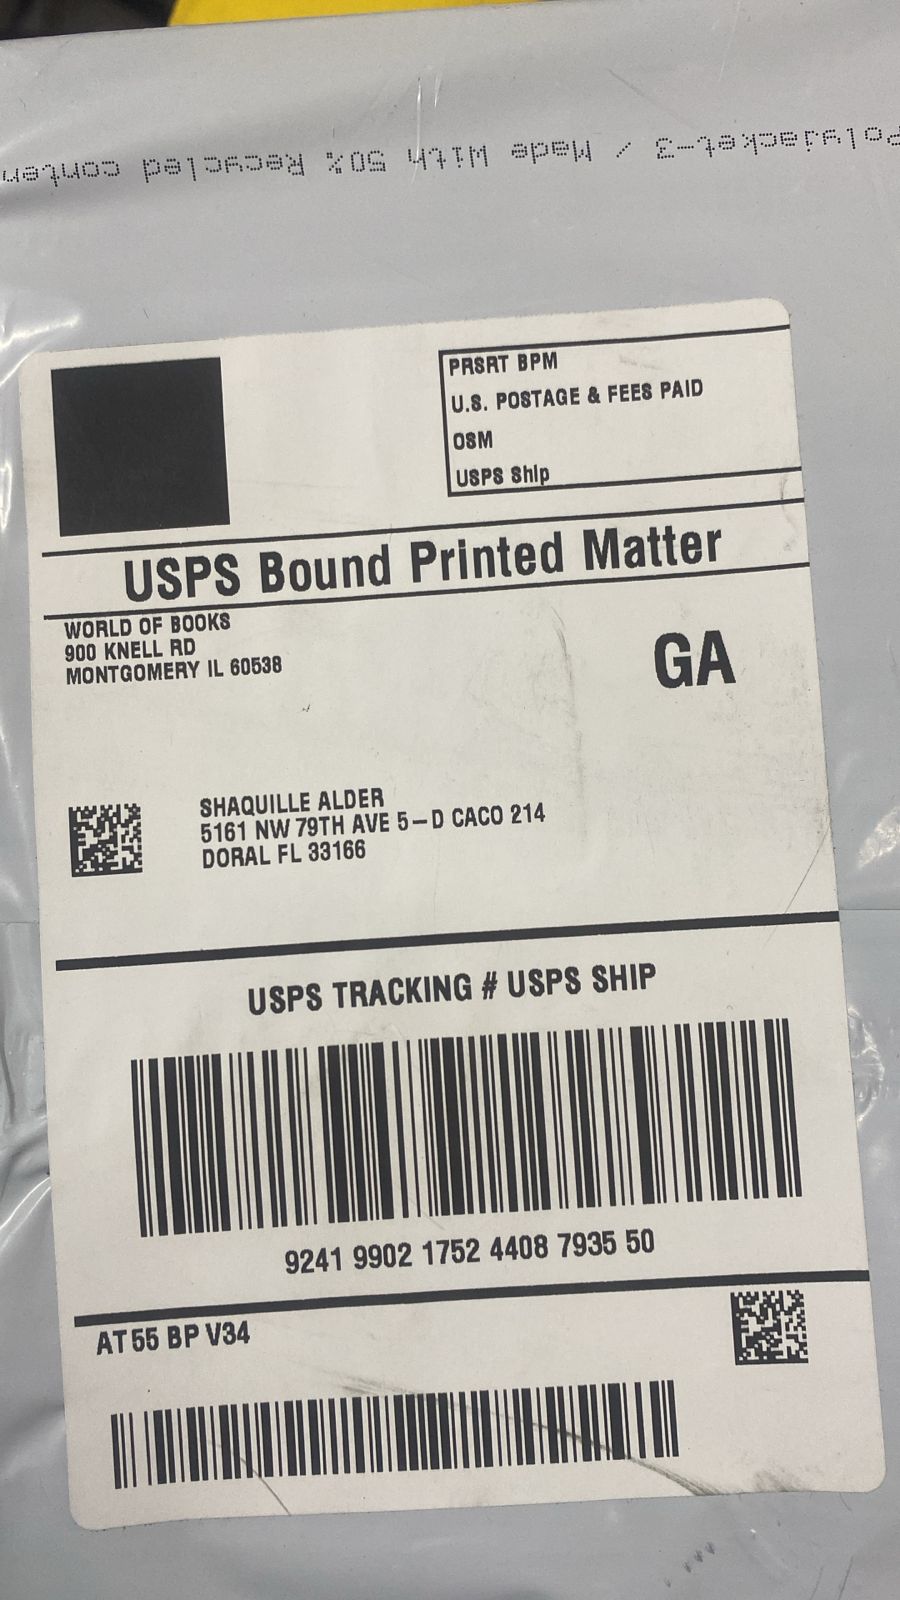 Polyjacket-3 / Made With 50% Recycled
PRSRT BPM
U.S. POSTAGE & FEES PAID
OSM
USPS Ship
USPS Bound Printed Matter
WORLD OF BOOKS
900 KNELL RD
MONTGOMERY IL 60538
GA
SHAQUILLE ALDER
5161 NW 79TH AVE 5-D CACO 214
DORAL FL 33166
USPS TRACKING # USPS SHIP
9241 9902 1752 4408 7935 50
AT 55 BP V34